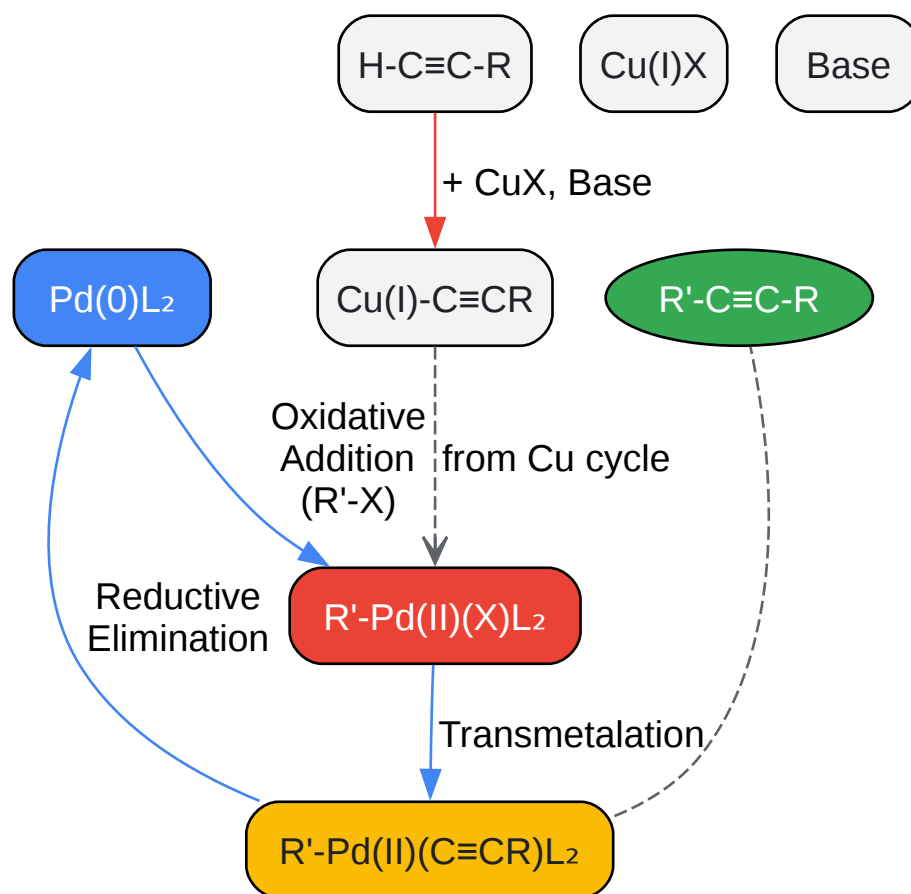 H-C≡C-R
Cu(I)X
Base
+ CuX, Base
Pd(0)L₂
Cu(I)-C≡CR
R'-C≡C-R
Oxidative
Addition
(R'-X)
from Cu cycle
Reductive
Elimination
R'-Pd(II)(X)L₂
Transmetalation
R'-Pd(II)(C≡CR)L₂